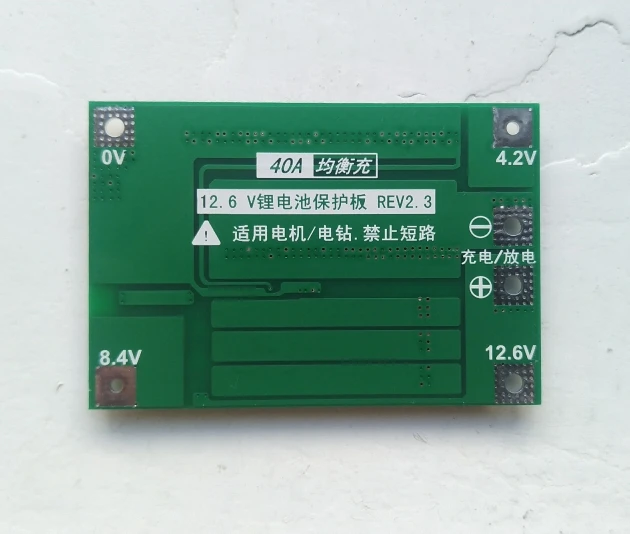 0V
4.2V
40A 均衡充
12.6 V锂电池保护板 REV2.3
适用电机/电钻.禁止短路
充电/放电
8.4V
12.6V